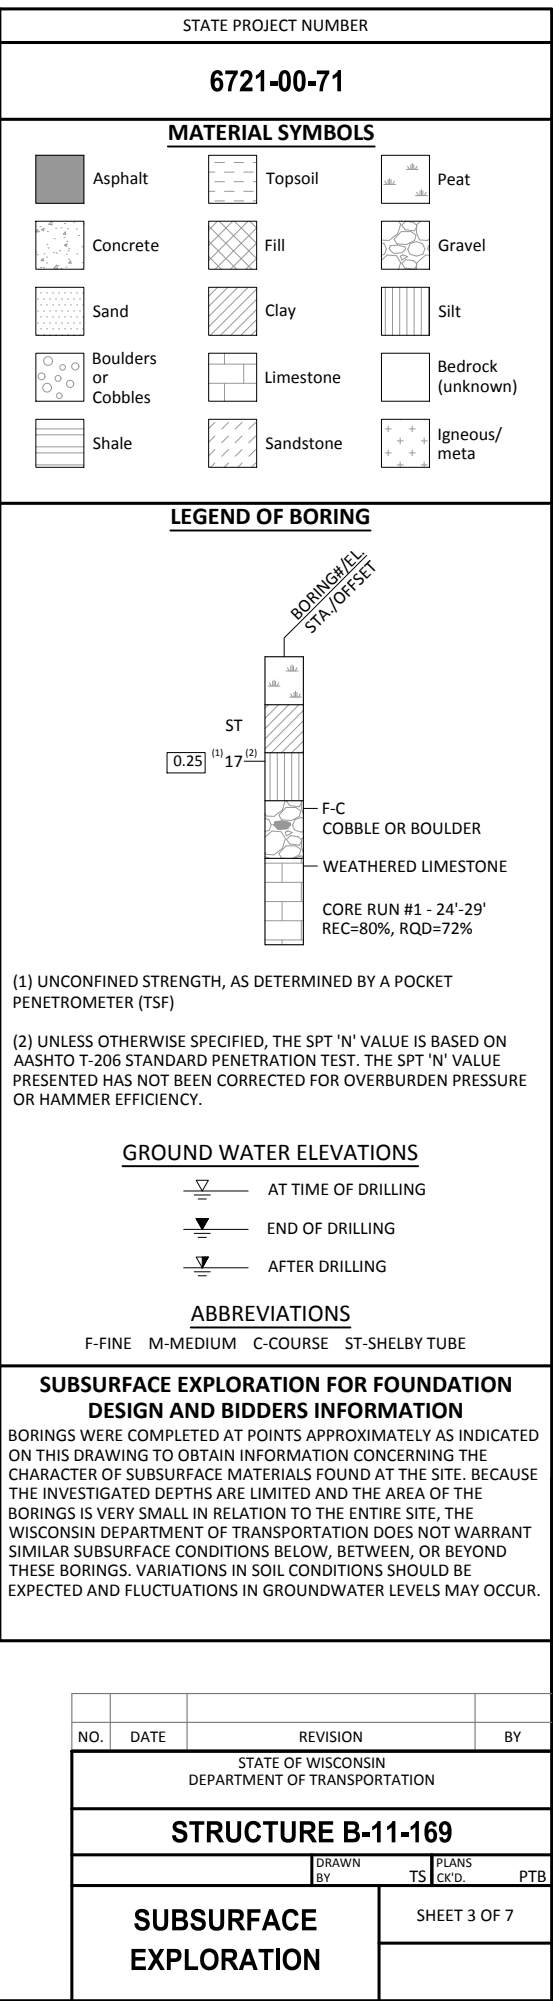 STATE PROJECT NUMBER
6721-00-71
MATERIAL SYMBOLS
Asphalt
Topsoil
Peat
Concrete
Fill
Gravel
Sand
Clay
Silt
Boulders
or
Cobbles
Limestone
Bedrock
(unknown)
Shale
Sandstone
Igneous/
meta
LEGEND OF BORING
BORING#/EL.
STA./OFFSET
ST
0.25 (1) 17 (2)
F-C
COBBLE OR BOULDER
WEATHERED LIMESTONE
CORE RUN #1 - 24'-29'
REC=80%, RQD=72%
(1) UNCONFINED STRENGTH, AS DETERMINED BY A POCKET
PENETROMETER (TSF)
(2) UNLESS OTHERWISE SPECIFIED, THE SPT 'N' VALUE IS BASED ON
AASHTO T-206 STANDARD PENETRATION TEST. THE SPT 'N' VALUE
PRESENTED HAS NOT BEEN CORRECTED FOR OVERBURDEN PRESSURE
OR HAMMER EFFICIENCY.
GROUND WATER ELEVATIONS
AT TIME OF DRILLING
END OF DRILLING
AFTER DRILLING
ABBREVIATIONS
F-FINE M-MEDIUM C-COURSE ST-SHELBY TUBE
SUBSURFACE EXPLORATION FOR FOUNDATION
DESIGN AND BIDDERS INFORMATION
BORINGS WERE COMPLETED AT POINTS APPROXIMATELY AS INDICATED
ON THIS DRAWING TO OBTAIN INFORMATION CONCERNING THE
CHARACTER OF SUBSURFACE MATERIALS FOUND AT THE SITE. BECAUSE
THE INVESTIGATED DEPTHS ARE LIMITED AND THE AREA OF THE
BORINGS IS VERY SMALL IN RELATION TO THE ENTIRE SITE, THE
WISCONSIN DEPARTMENT OF TRANSPORTATION DOES NOT WARRANT
SIMILAR SUBSURFACE CONDITIONS BELOW, BETWEEN, OR BEYOND
THESE BORINGS. VARIATIONS IN SOIL CONDITIONS SHOULD BE
EXPECTED AND FLUCTUATIONS IN GROUNDWATER LEVELS MAY OCCUR.
NO. DATE REVISION BY
STATE OF WISCONSIN
DEPARTMENT OF TRANSPORTATION
STRUCTURE B-11-169
DRAWN
BY TS
PLANS
CK'D. PTB
SUBSURFACE
EXPLORATION
SHEET 3 OF 7